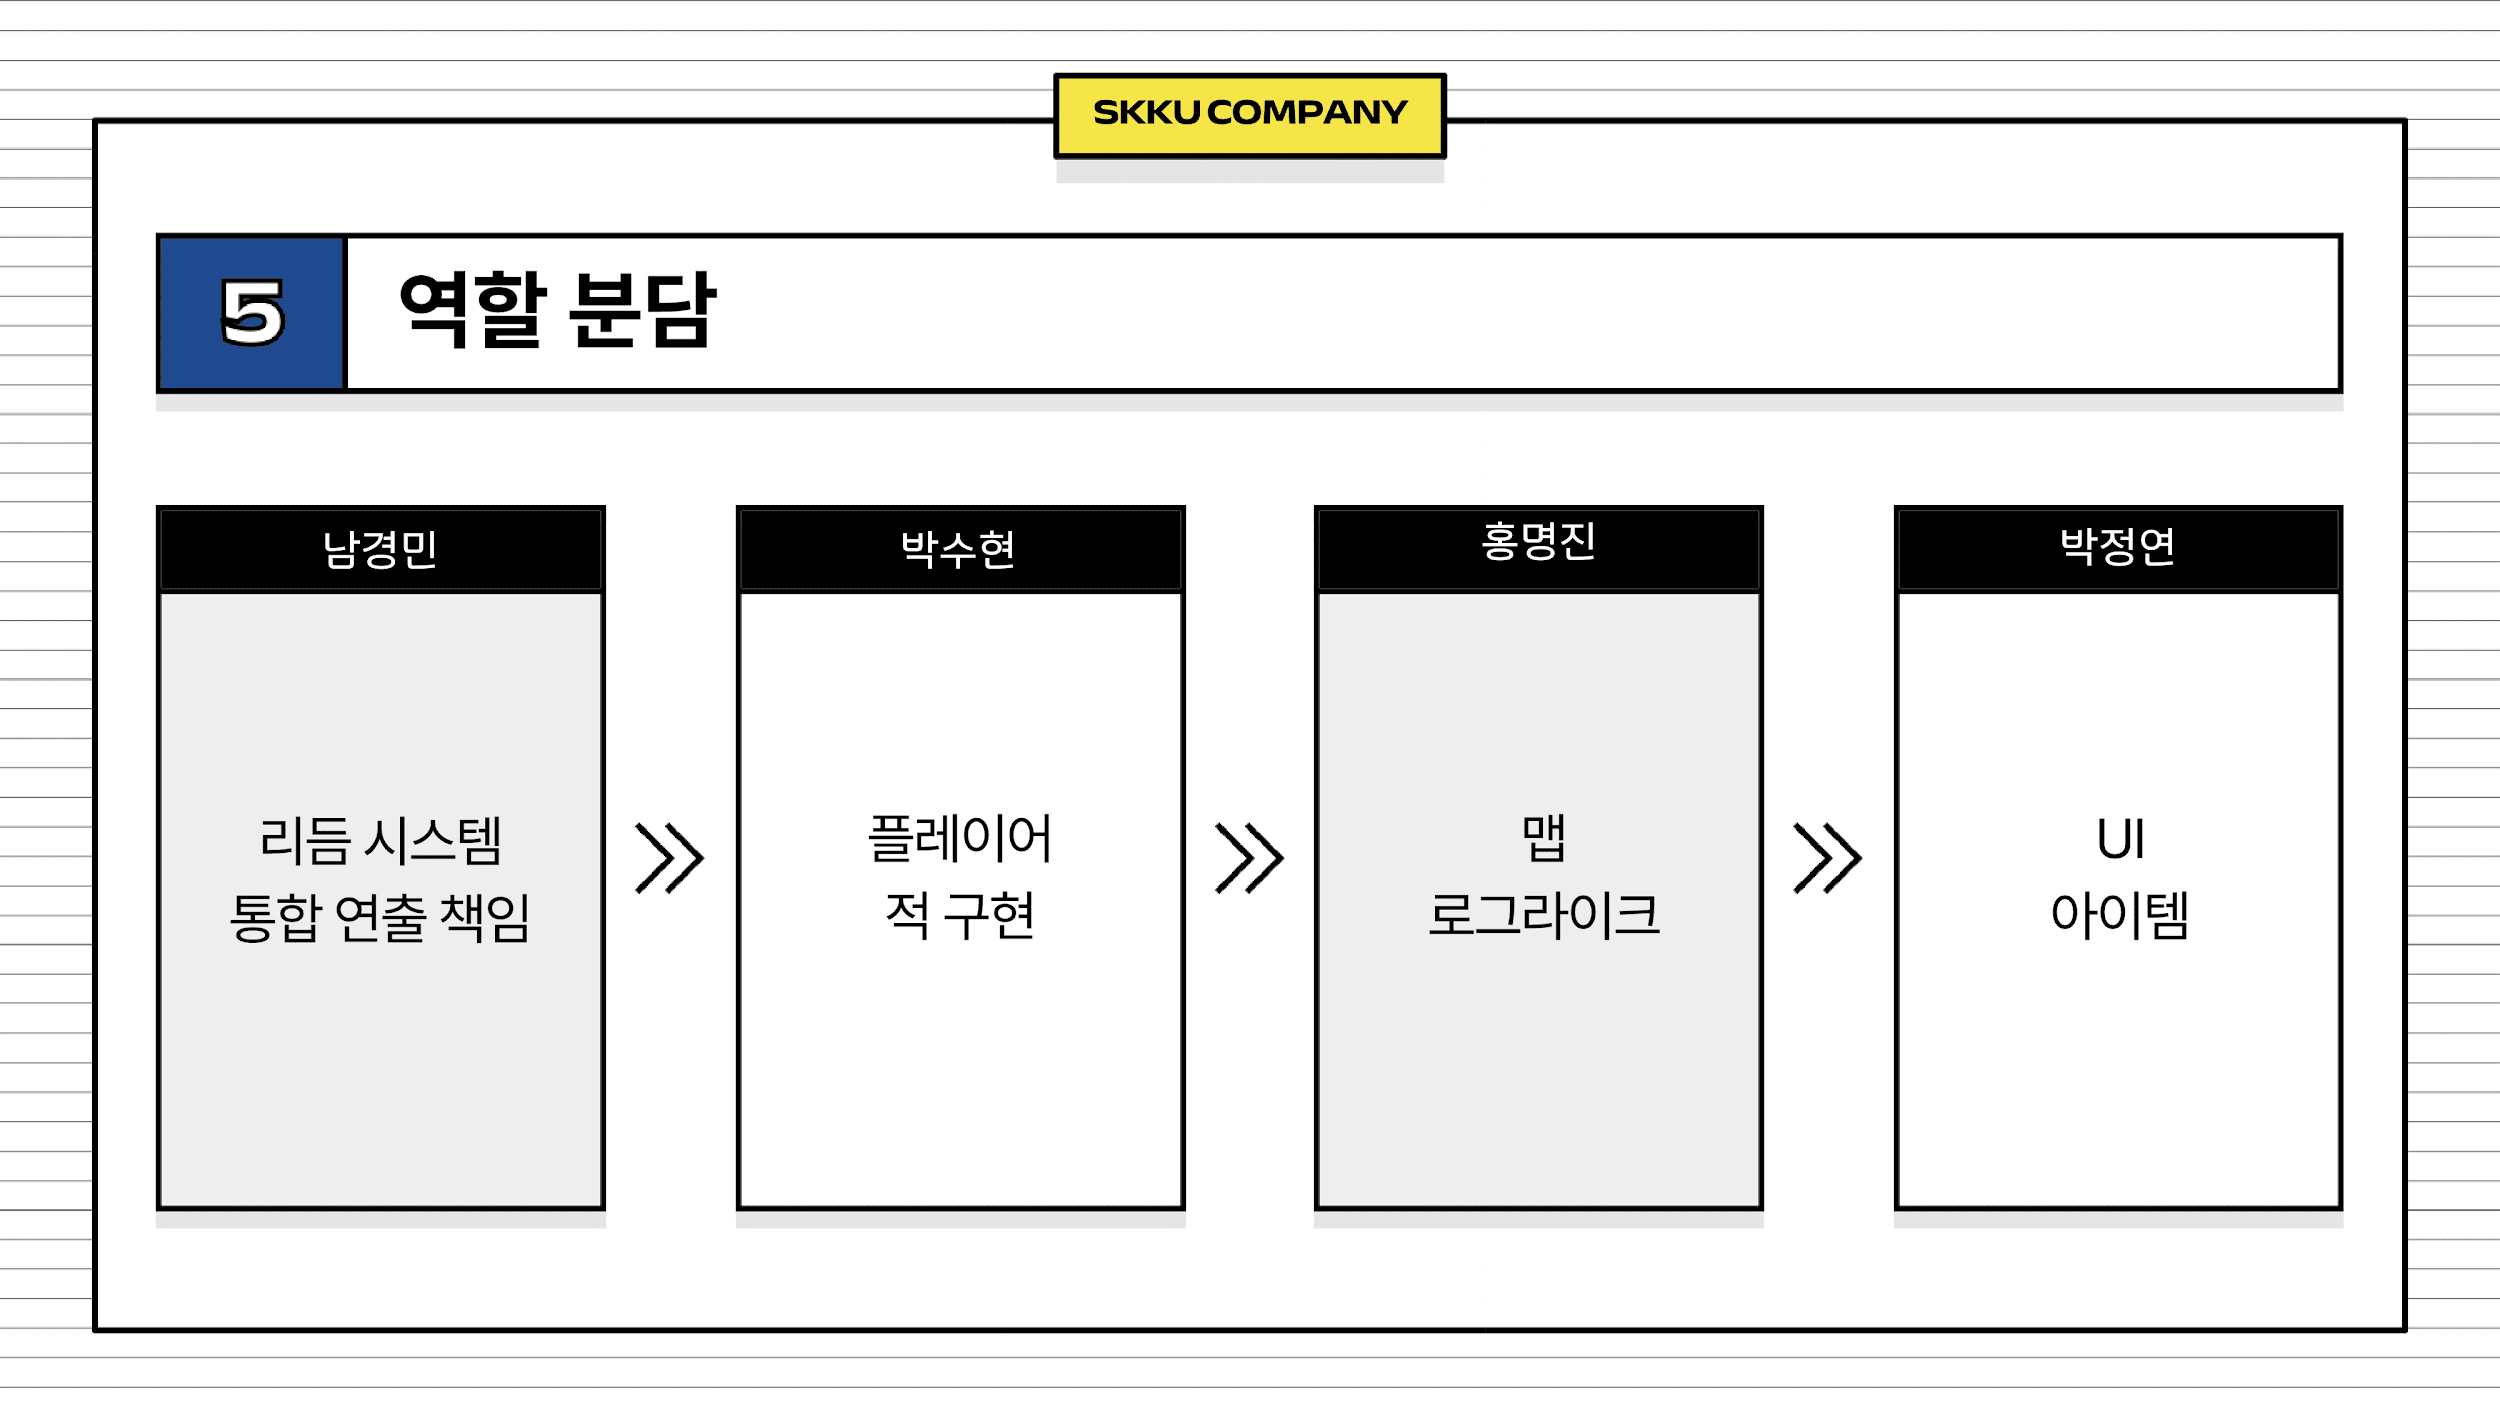 SKKU COMPANY
5
역할 분담
남경민
리듬 시스템
통합 연출 책임
박수현
플레이어
적 구현
홍명진
맵
로그라이크
박정연
UI
아이템